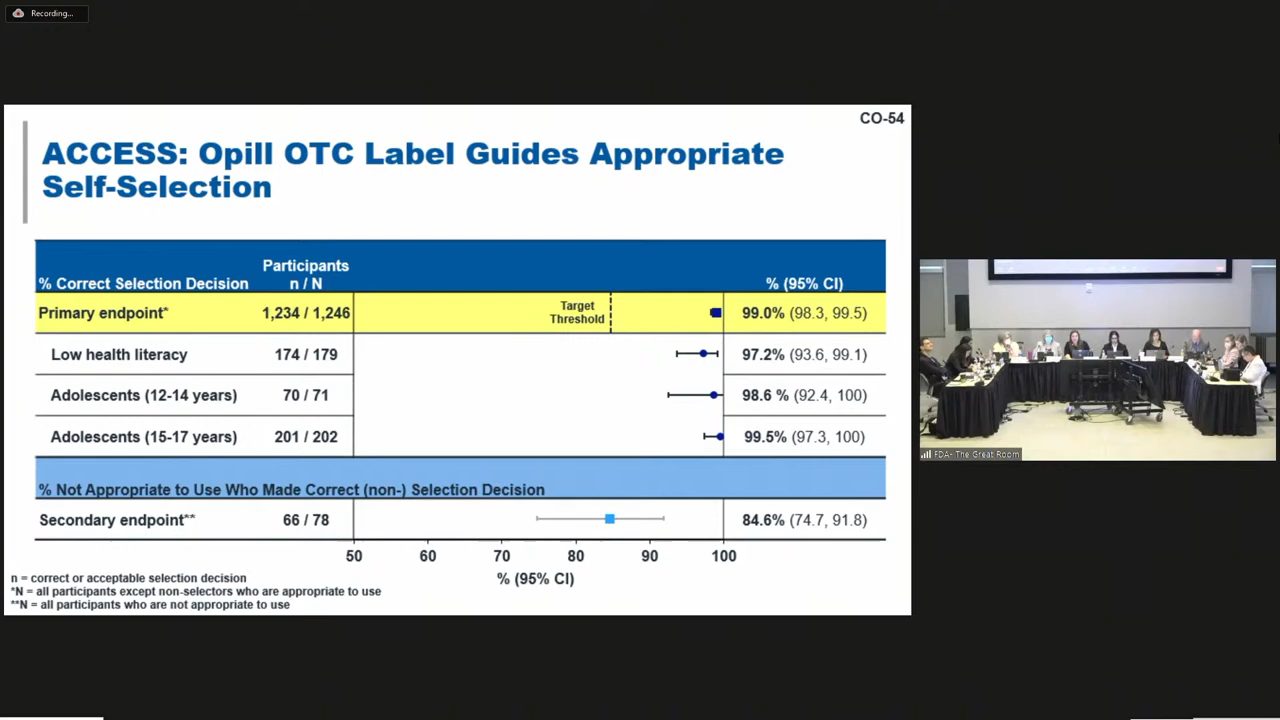 Recording...
CO-54
ACCESS: Opill OTC Label Guides Appropriate
Self-Selection
% Correct Selection Decision
Participants
n / N
% (95% CI)
Primary endpoint*
1,234 / 1,246
Target
Threshold
99.0% (98.3, 99.5)
Low health literacy
174 / 179
97.2% (93.6, 99.1)
Adolescents (12-14 years)
70 / 71
98.6 % (92.4, 100)
Adolescents (15-17 years)
201 / 202
99.5% (97.3, 100)
% Not Appropriate to Use Who Made Correct (non-) Selection Decision
Secondary endpoint**
66 / 78
84.6% (74.7, 91.8)
50 60 70 80 90 100
% (95% CI)
n = correct or acceptable selection decision
*N = all participants except non-selectors who are appropriate to use
**N = all participants who are not appropriate to use
FDA- The Great Room